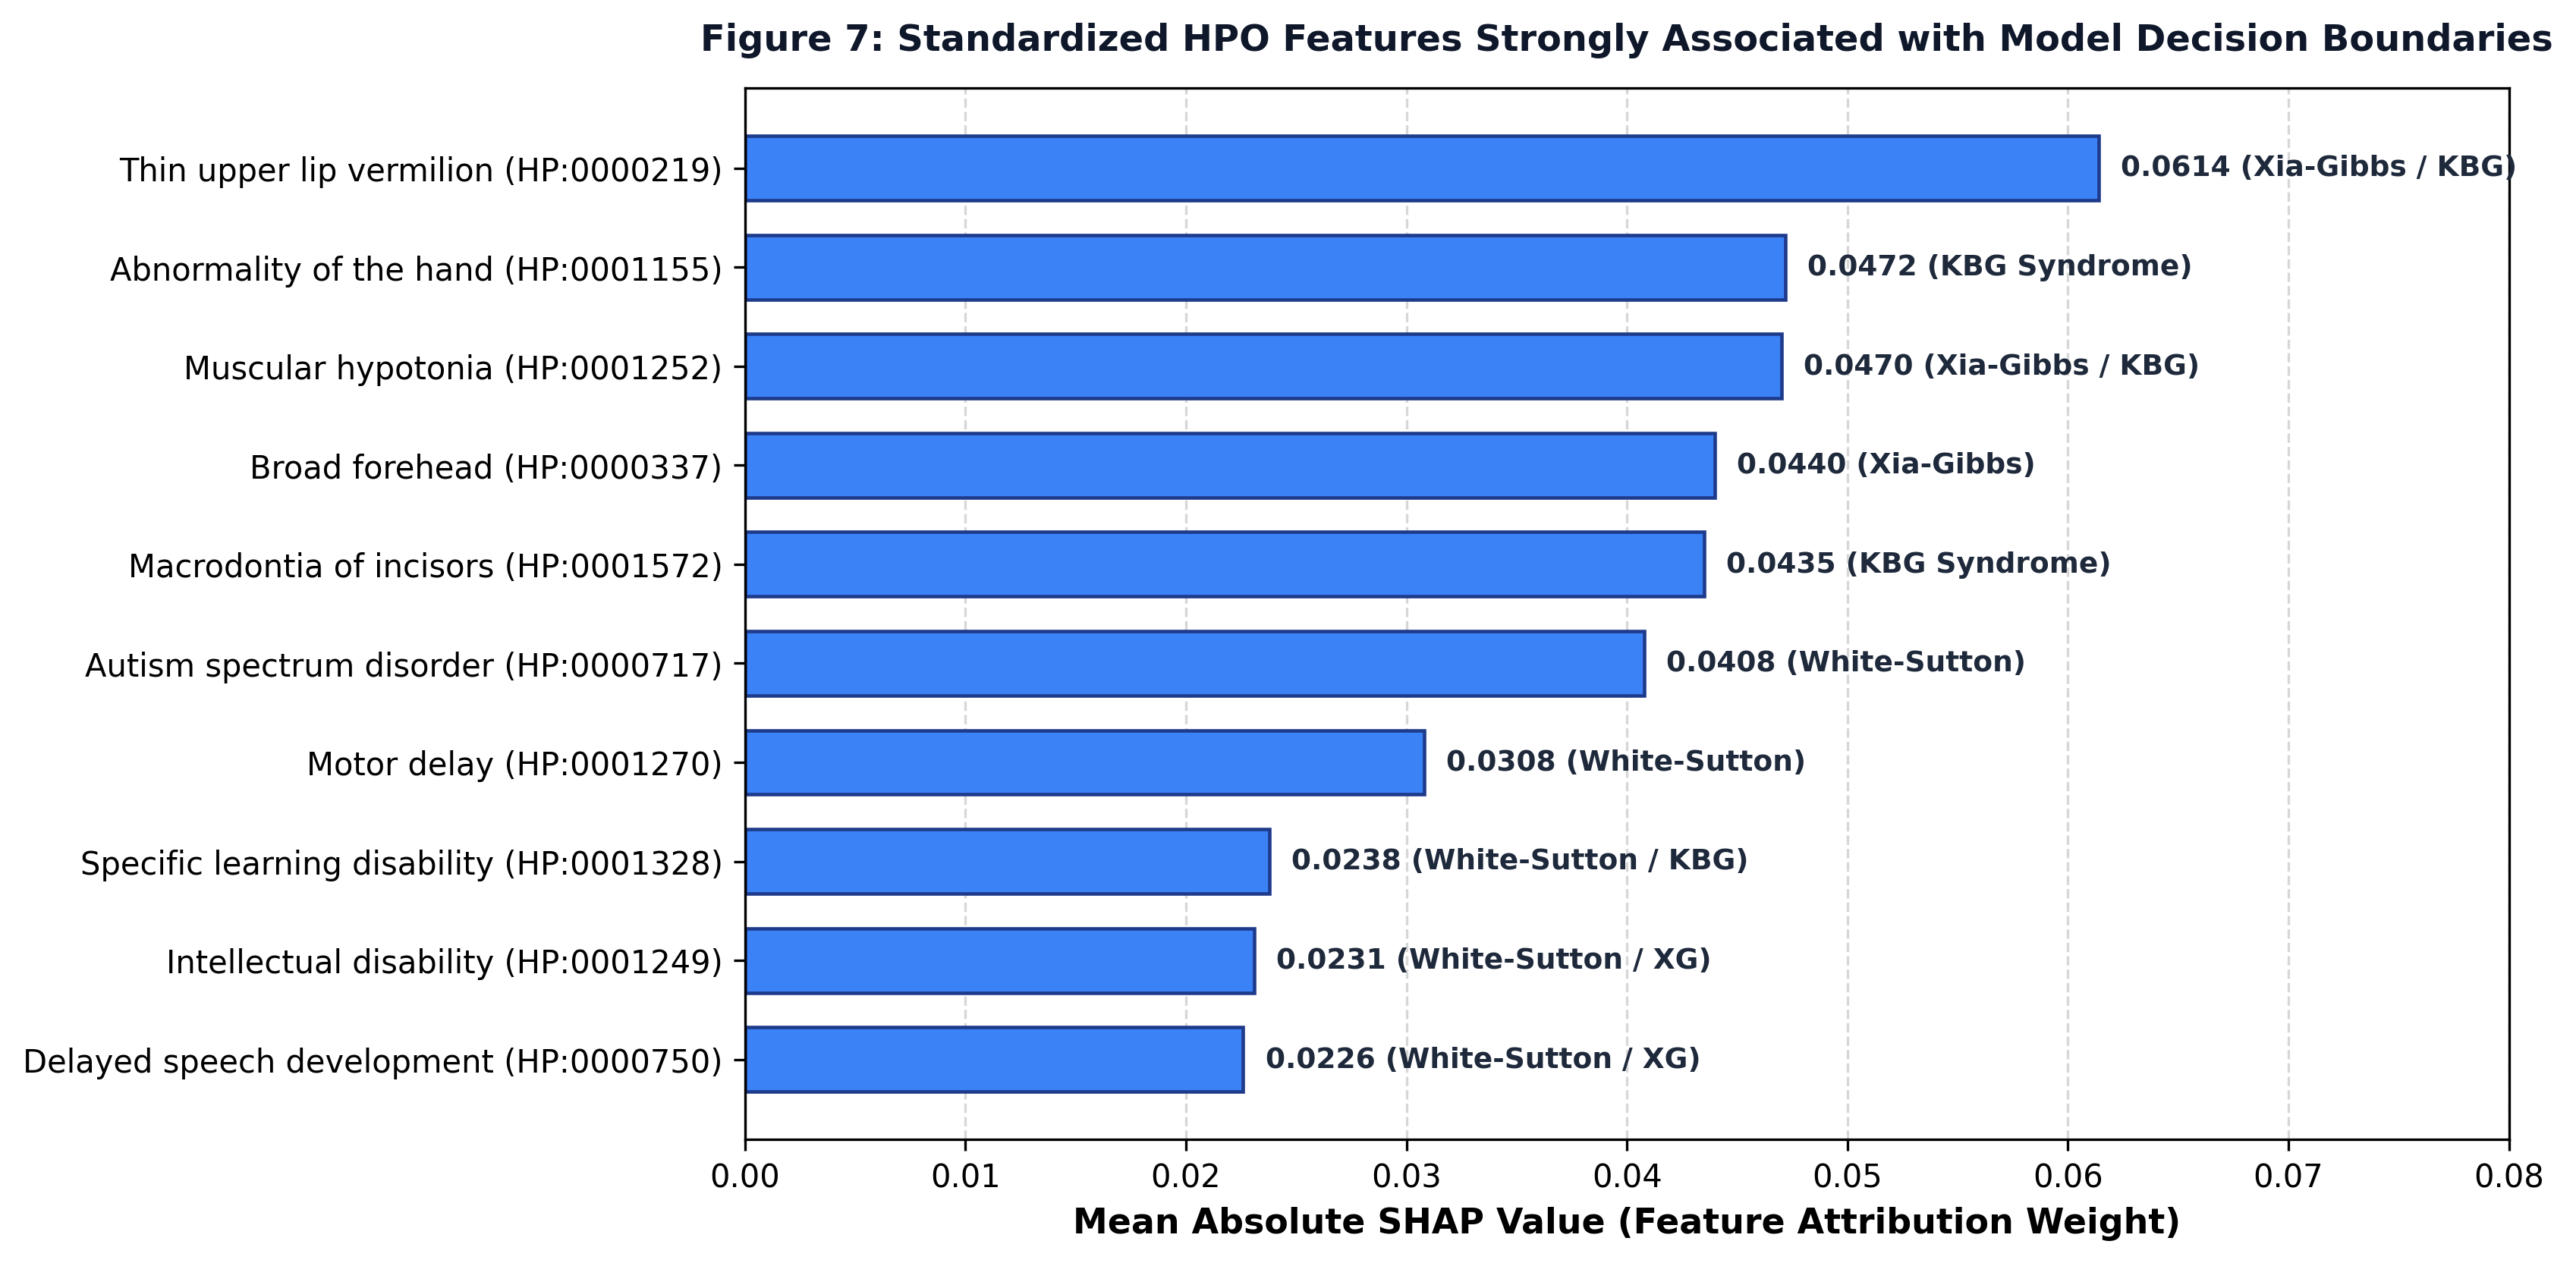 Figure 7: Standardized HPO Features Strongly Associated with Model Decision Boundaries
Thin upper lip vermilion (HP:0000219)
0.0614 (Xia-Gibbs / KBG)
Abnormality of the hand (HP:0001155)
0.0472 (KBG Syndrome)
Muscular hypotonia (HP:0001252)
0.0470 (Xia-Gibbs / KBG)
Broad forehead (HP:0000337)
0.0440 (Xia-Gibbs)
Macrodontia of incisors (HP:0001572)
0.0435 (KBG Syndrome)
Autism spectrum disorder (HP:0000717)
0.0408 (White-Sutton)
Motor delay (HP:0001270)
0.0308 (White-Sutton)
Specific learning disability (HP:0001328)
0.0238 (White-Sutton / KBG)
Intellectual disability (HP:0001249)
0.0231 (White-Sutton / XG)
Delayed speech development (HP:0000750)
0.0226 (White-Sutton / XG)
0.00 0.01 0.02 0.03 0.04 0.05 0.06 0.07 0.08
Mean Absolute SHAP Value (Feature Attribution Weight)